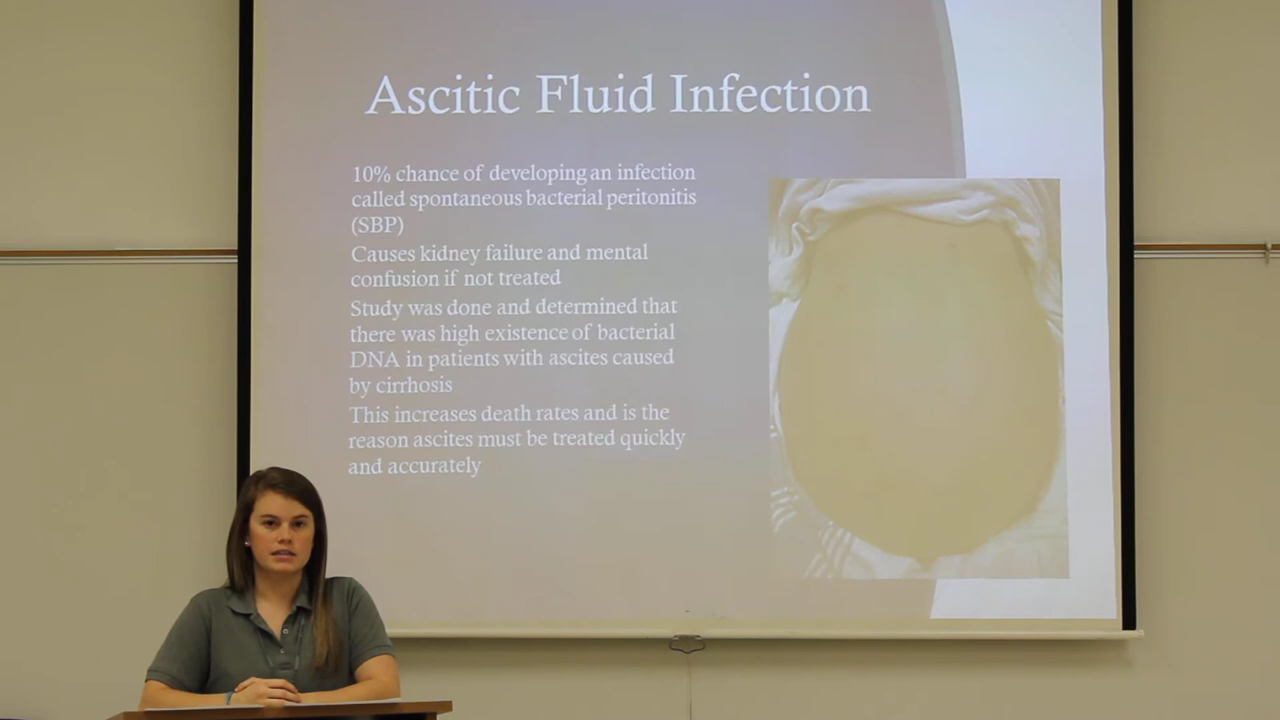 Ascitic Fluid Infection
10% chance of developing an infection
called spontaneous bacterial peritonitis
(SBP)
Causes kidney failure and mental
confusion if not treated
Study was done and determined that
there was high existence of bacterial
DNA in patients with ascites caused
by cirrhosis
This increases death rates and is the
reason ascites must be treated quickly
and accurately